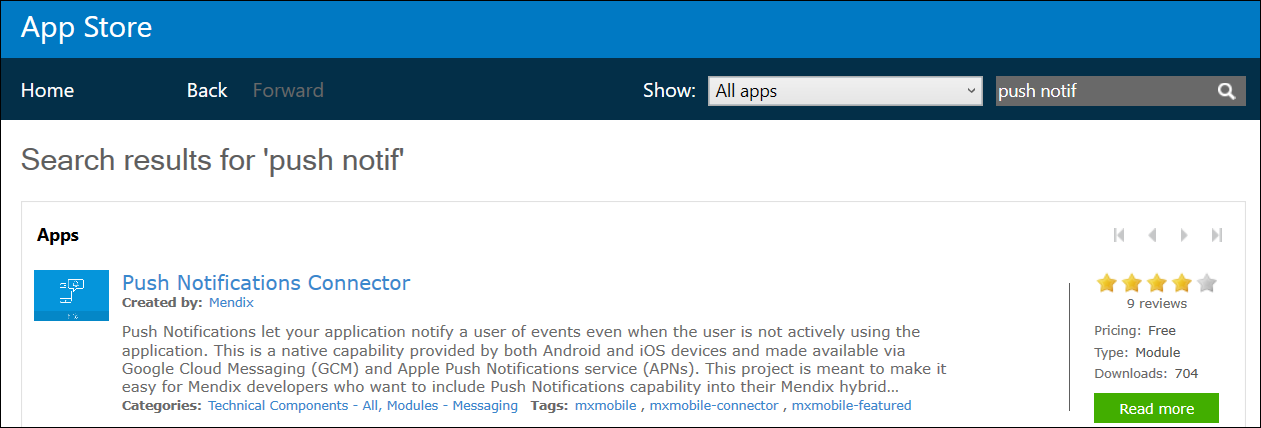 App Store
Home Back Forward Show: All apps push notif
Search results for 'push notif'
Apps
Push Notifications Connector
Created by: Mendix
Push Notifications let your application notify a user of events even when the user is not actively using the
application. This is a native capability provided by both Android and iOS devices and made available via
Google Cloud Messaging (GCM) and Apple Push Notifications service (APNs). This project is meant to make it
easy for Mendix developers who want to include Push Notifications capability into their Mendix hybrid...
Categories: Technical Components - All, Modules - Messaging Tags: mxmobile , mxmobile-connector , mxmobile-featured
9 reviews
Pricing: Free
Type: Module
Downloads: 704
Read more